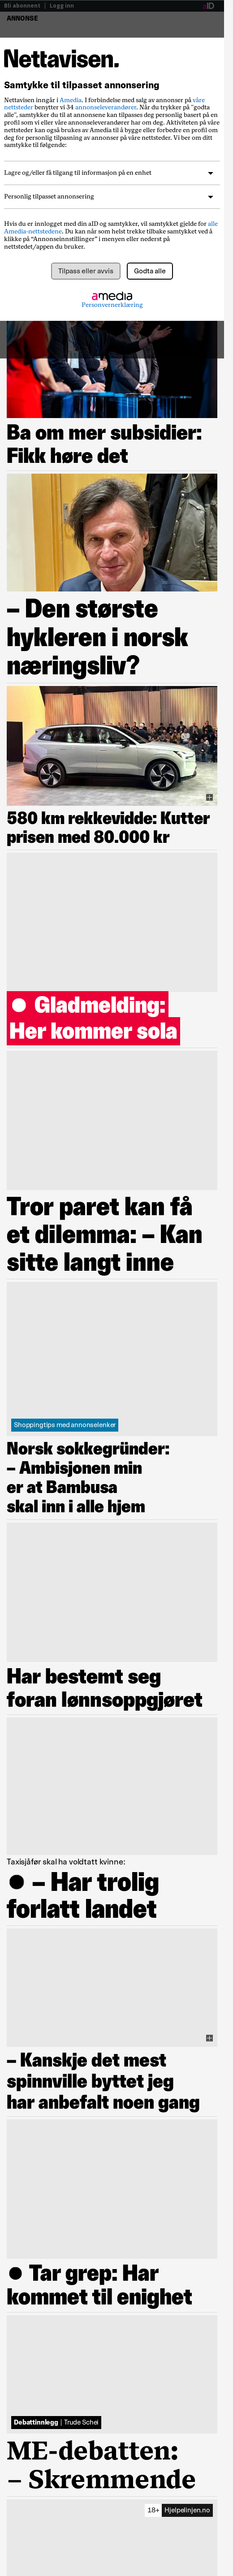 Bli abonnent | Logg inn aID
ANNONSE
Nettavisen.
Samtykke til tilpasset annonsering
Nettavisen inngår i Amedia. I forbindelse med salg av annonser på våre
nettsteder benytter vi 34 annonseleverandører. Når du trykker på "godta
alle", samtykker du til at annonser kan tilpasses deg personlig basert på en
profil våre eller våre annonseleverandører har om deg. Aktiviteten på våre
nettsteder kan også brukes av Amedia til å bygge eller forbedre en profil om
deg for personlig tilpasning av annonser på våre nettsteder. Vi ber om ditt
samtykke til følgende:
Lagre og/eller få tilgang til informasjon på en enhet
Personlig tilpasset annonsering
Hvis du er innlogget med din aID og samtykker, vil samtykket gjelde for alle
Amedia-nettstedene. Du kan når som helst trekke tilbake samtykket ved å
klikke på “Annonseinnstillinger” i menyen eller nederst på
nettstedet/appen du bruker.
Tilpass eller avvis Godta alle
amedia
Personvernerklæring
Ba om mer subsidier:
Fikk høre det
– Den største
hykleren i norsk
næringsliv?
580 km rekkevidde: Kutter
prisen med 80.000 kr
● Gladmelding:
Her kommer sola
Tror paret kan få
et dilemma: – Kan
sitte langt inne
Shoppingtips med annonselenker
Norsk sokkegründer:
– Ambisjonen min
er at Bambusa
skal inn i alle hjem
Har bestemt seg
foran lønnsoppgjøret
Taxisjåfør skal ha voldtatt kvinne:
● – Har trolig
forlatt landet
– Kanskje det mest
spinnville byttet jeg
har anbefalt noen gang
● Tar grep: Har
kommet til enighet
Debattinnlegg | Trude Schei
ME-debatten:
– Skremmende
18+ Hjelpelinjen.no